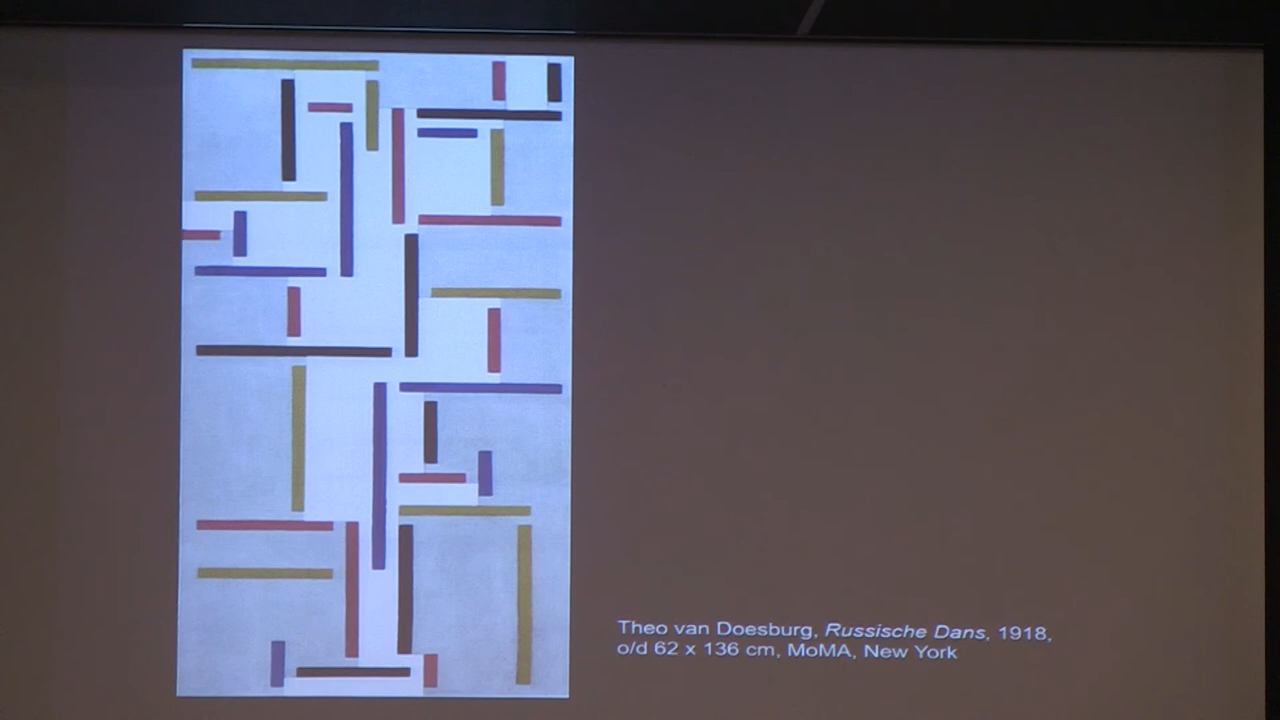 Theo van Doesburg, Russische Dans, 1918,
o/d 62 x 136 cm, MoMA, New York